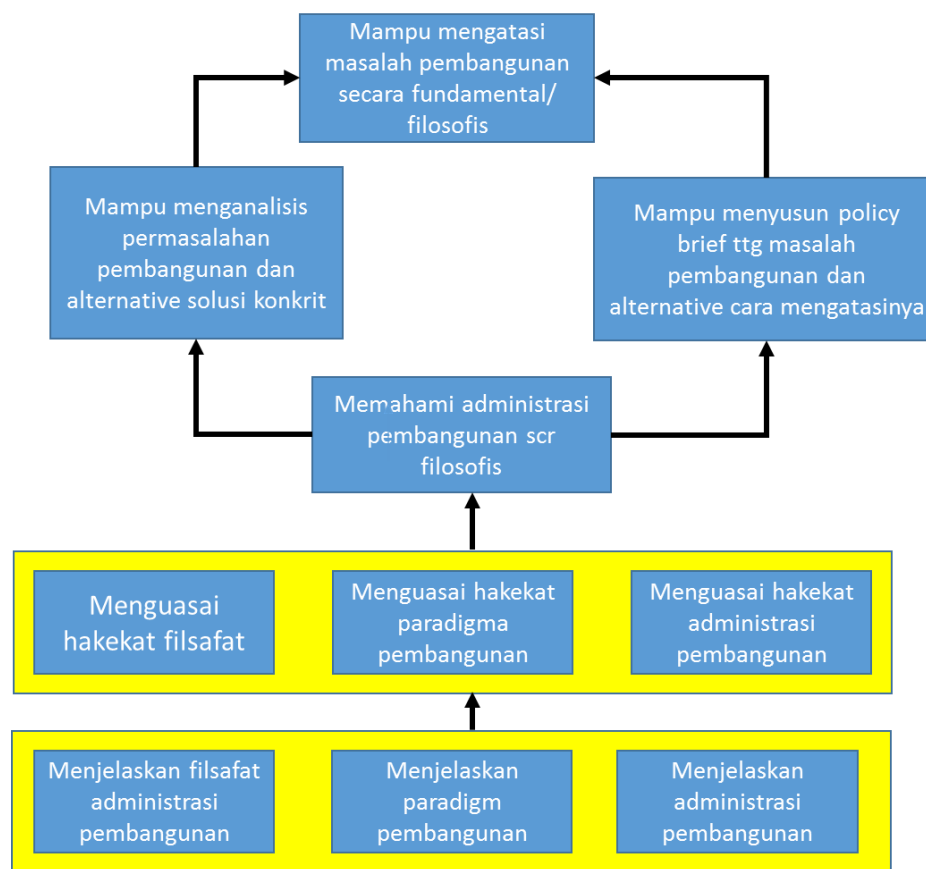 Mampu mengatasi
masalah pembangunan
secara fundamental/
filosofis
Mampu menganalisis
permasalahan
pembangunan dan
alternative solusi konkrit
Mampu menyusun policy
brief ttg masalah
pembangunan dan
alternative cara mengatasinya
Memahami administrasi
pembangunan scr
filosofis
Menguasai
hakekat filsafat
Menguasai hakekat
paradigma
pembangunan
Menguasai hakekat
administrasi
pembangunan
Menjelaskan filsafat
administrasi
pembangunan
Menjelaskan
paradigm
pembangunan
Menjelaskan
administrasi
pembangunan